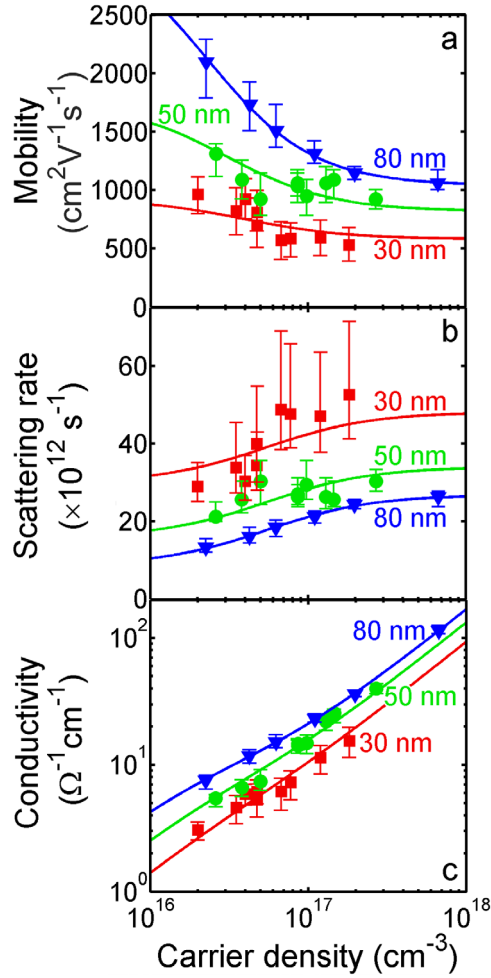 2500
a
2000
50 nm
1500
80 nm
1000
500
30 nm
0
Mobility
(cm²V⁻¹s⁻¹)
b
60
30 nm
40
50 nm
20
80 nm
0
Scattering rate
(×10¹² s⁻¹)
10²
80 nm
50 nm
10¹
30 nm
10⁰
c
Conductivity
(Ω⁻¹cm⁻¹)
10¹⁶
10¹⁷
10¹⁸
Carrier density (cm⁻³)